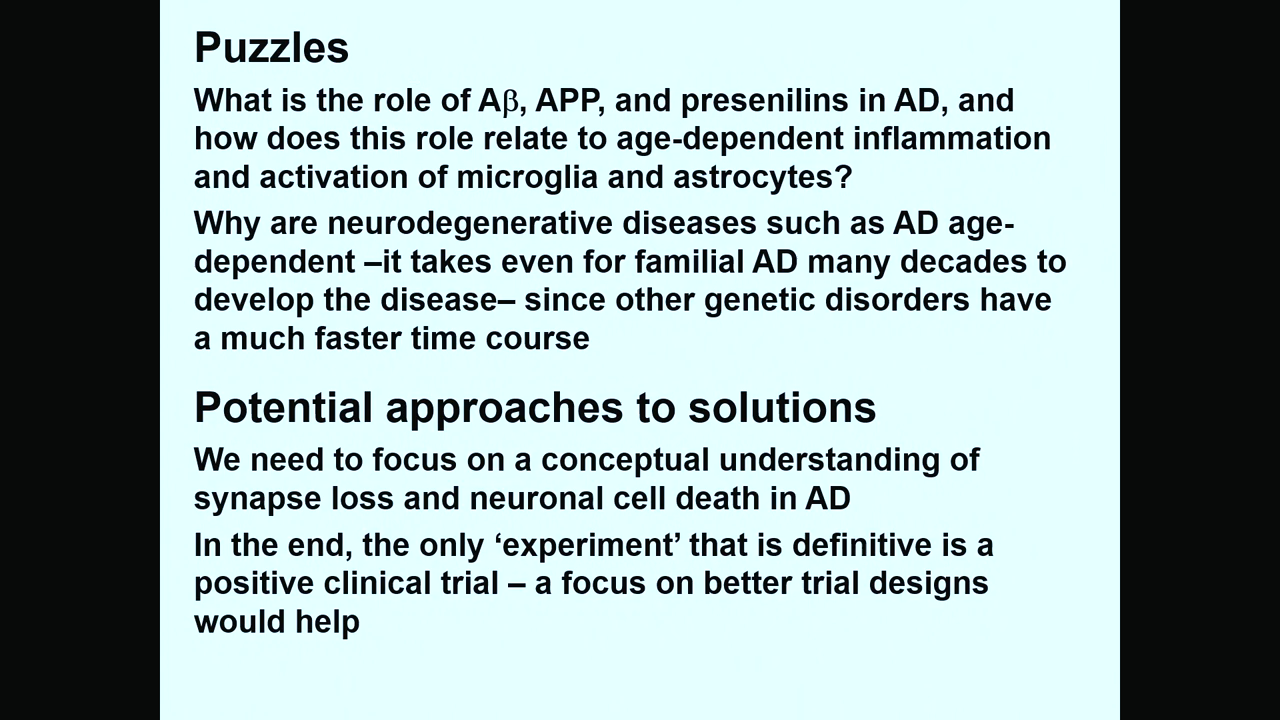 Puzzles
What is the role of Aβ, APP, and presenilins in AD, and
how does this role relate to age-dependent inflammation
and activation of microglia and astrocytes?
Why are neurodegenerative diseases such as AD age-
dependent –it takes even for familial AD many decades to
develop the disease– since other genetic disorders have
a much faster time course
Potential approaches to solutions
We need to focus on a conceptual understanding of
synapse loss and neuronal cell death in AD
In the end, the only ‘experiment’ that is definitive is a
positive clinical trial – a focus on better trial designs
would help